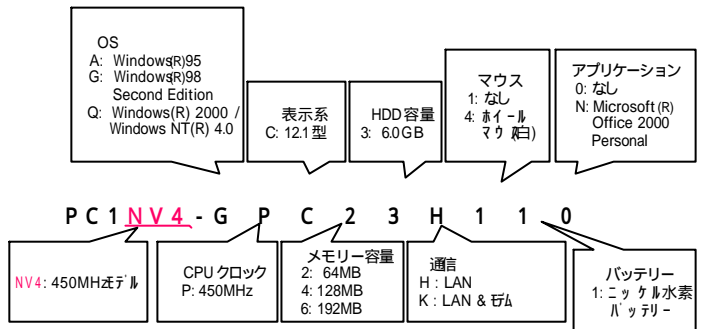 OS
A: Windows(R)95
G: Windows(R)98
Second Edition
Q: Windows(R) 2000 /
Windows NT(R) 4.0
表示系
C: 12.1型
HDD容量
3: 6.0GB
マウス
1: なし
4: ホイール
マウス(白)
アプリケーション
0: なし
N: Microsoft (R)
Office 2000
Personal
PC1NV4-GPC23H110
NV4: 450MHzモデル
CPUクロック
P: 450MHz
メモリー容量
2: 64MB
4: 128MB
6: 192MB
通信
H : LAN
K : LAN & モデム
バッテリー
1: ニッケル水素
バッテリー